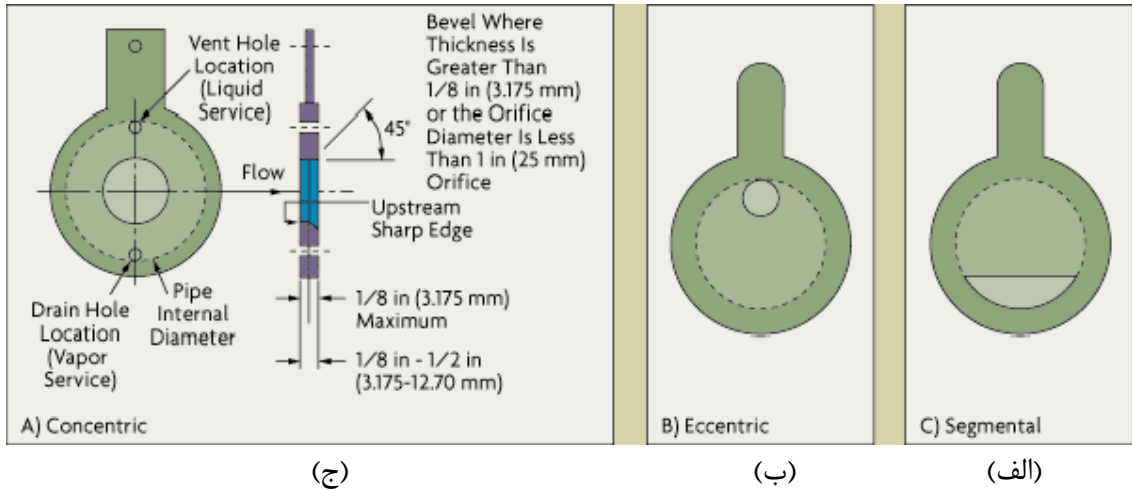 Vent Hole
Location
(Liquid
Service)
Bevel Where
Thickness Is
Greater Than
1/8 in (3.175 mm)
or the Orifice
Diameter Is Less
Than 1 in (25 mm)
Orifice
45°
Flow
Upstream
Sharp Edge
Drain Hole
Location
(Vapor
Service)
Pipe
Internal
Diameter
1/8 in (3.175 mm)
Maximum
1/8 in - 1/2 in
(3.175-12.70 mm)
A) Concentric
B) Eccentric
C) Segmental
(ج)
(ب)
(الف)